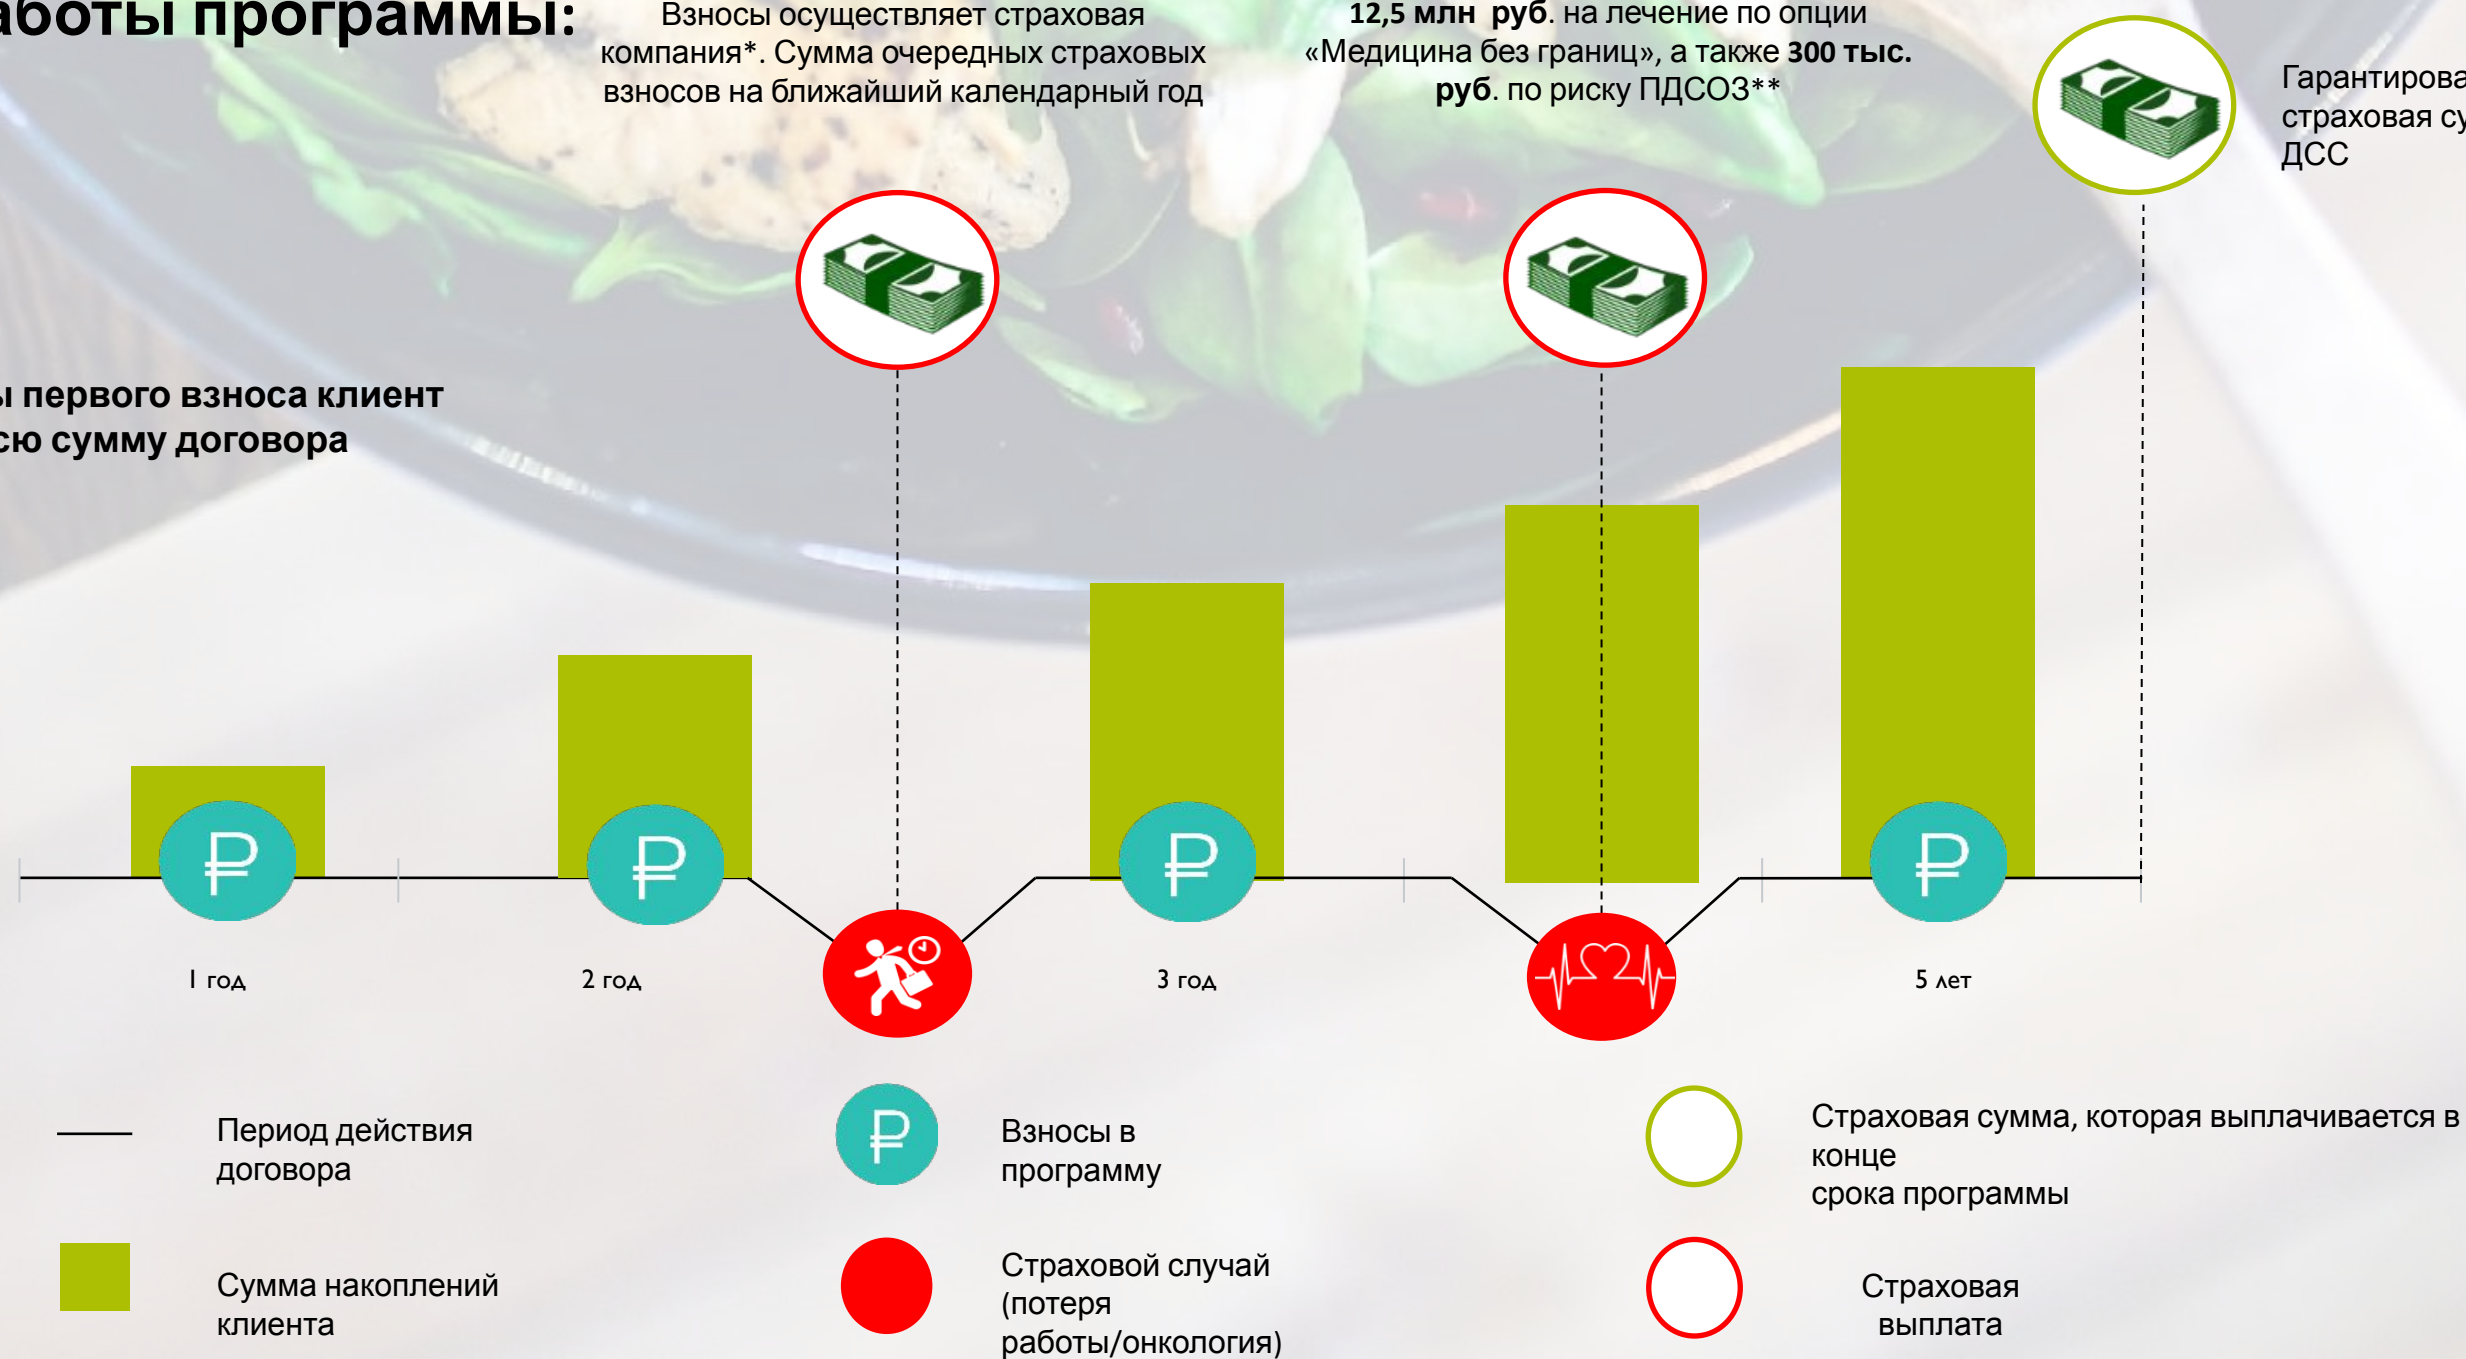 аботы программы:
Взносы осуществляет страховая
компания*. Сумма очередных страховых
взносов на ближайший календарный год
12,5 млн руб. на лечение по опции
«Медицина без границ», а также 300 тыс.
руб. по риску ПДСОЗ**
Гарантирова
страховая су
ДСС
ы первого взноса клиент
сю сумму договора
1 год
2 год
3 год
5 лет
Период действия
договора
Взносы в
программу
Страховая сумма, которая выплачивается в
конце
срока программы
Сумма накоплений
клиента
Страховой случай
(потеря
работы/онкология)
Страховая
выплата